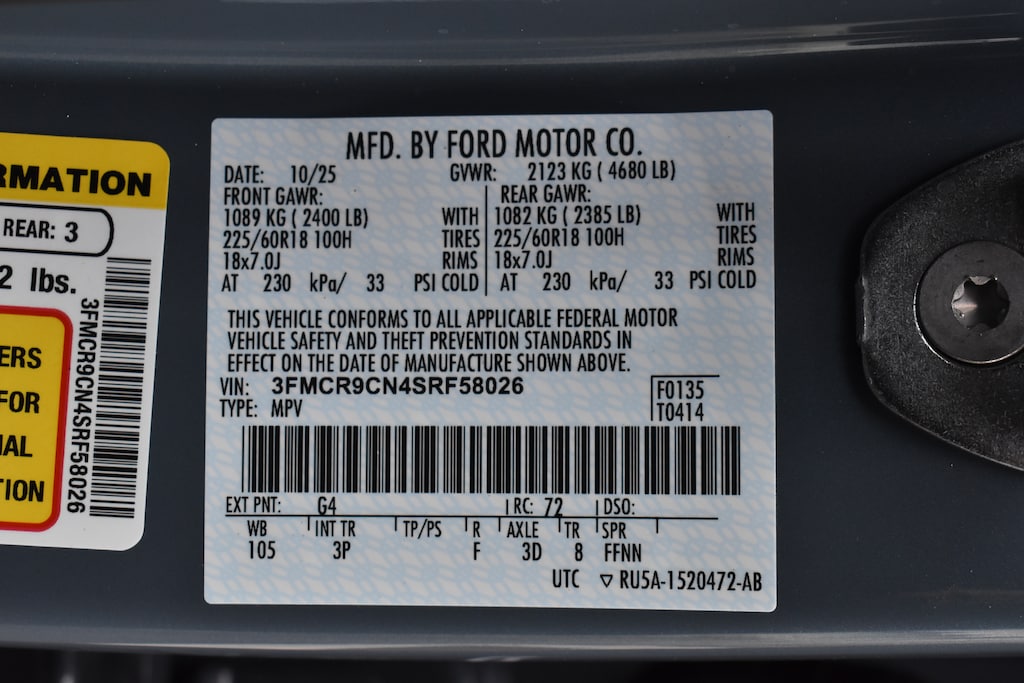 RMATION
REAR: 3
2 lbs.
ERS
FOR
IAL
TION
3FMCR9CN4SRF58026
MFD. BY FORD MOTOR CO.
DATE: 10/25 GVWR: 2123 KG ( 4680 LB)
FRONT GAWR: REAR GAWR:
1089 KG ( 2400 LB) WITH 1082 KG ( 2385 LB) WITH
225/60R18 100H TIRES 225/60R18 100H TIRES
18x7.0J RIMS 18x7.0J RIMS
AT 230 kPa/ 33 PSI COLD AT 230 kPa/ 33 PSI COLD
THIS VEHICLE CONFORMS TO ALL APPLICABLE FEDERAL MOTOR
VEHICLE SAFETY AND THEFT PREVENTION STANDARDS IN
EFFECT ON THE DATE OF MANUFACTURE SHOWN ABOVE.
VIN: 3FMCR9CN4SRF58026 F0135
TYPE: MPV T0414
EXT PNT: G4 RC: 72 DSO:
WB INT TR TP/PS R AXLE TR SPR
105 3P F 3D 8 FFNN
UTC ▽ RU5A-1520472-AB